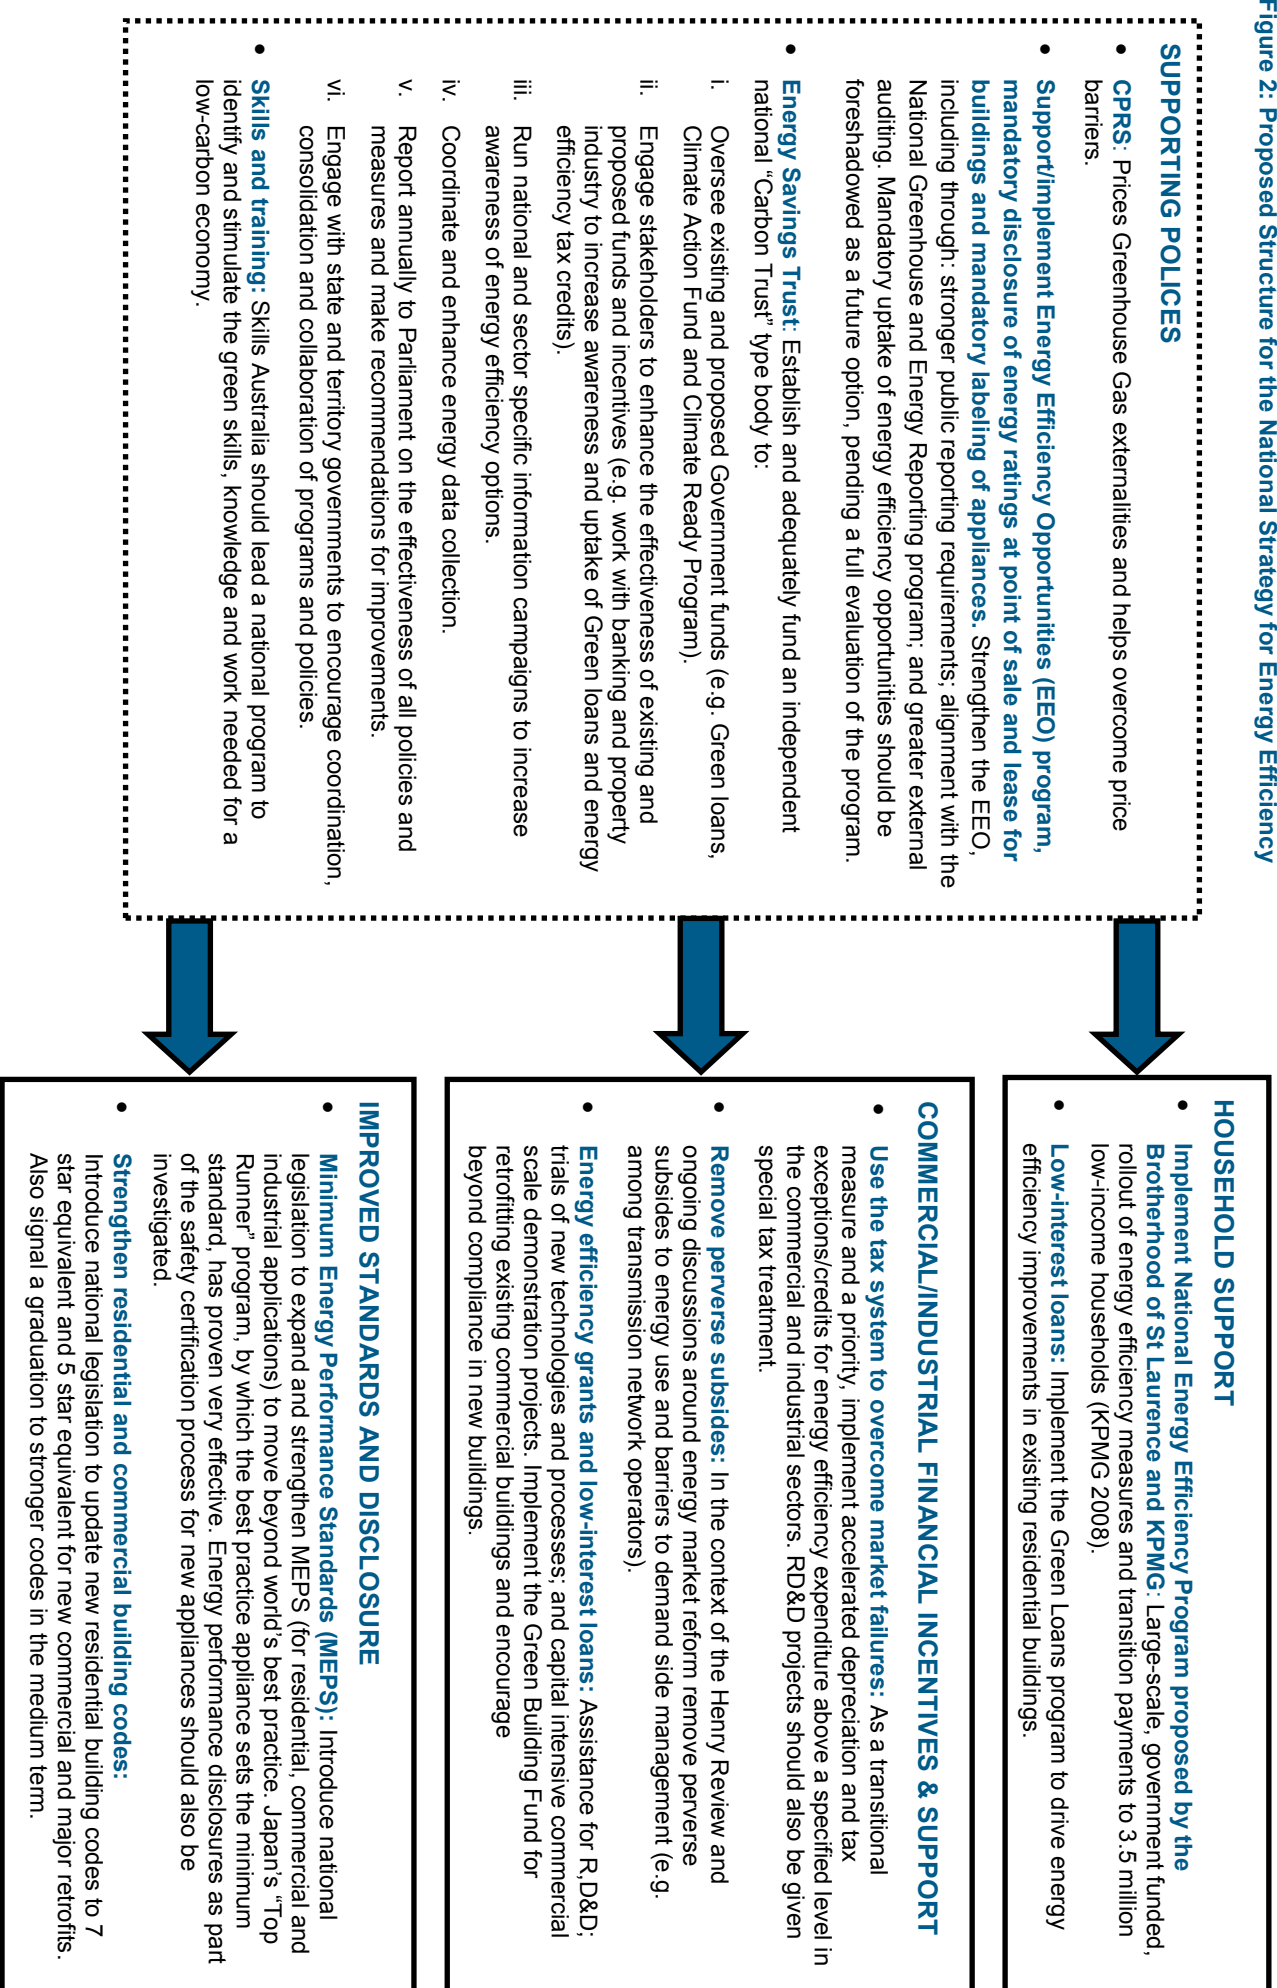 Figure 2: Proposed Structure for the National Strategy for Energy Efficiency
SUPPORTING POLICES
• CPRS: Prices Greenhouse Gas externalities and helps overcome price
barriers.
• Support/implement Energy Efficiency Opportunities (EEO) program,
mandatory disclosure of energy ratings at point of sale and lease for
buildings and mandatory labeling of appliances. Strengthen the EEO,
including through: stronger public reporting requirements; alignment with the
National Greenhouse and Energy Reporting program; and greater external
auditing. Mandatory uptake of energy efficiency opportunities should be
foreshadowed as a future option, pending a full evaluation of the program.
• Energy Savings Trust: Establish and adequately fund an independent
national “Carbon Trust” type body to:
i. Oversee existing and proposed Government funds (e.g. Green loans,
Climate Action Fund and Climate Ready Program).
ii. Engage stakeholders to enhance the effectiveness of existing and
proposed funds and incentives (e.g. work with banking and property
industry to increase awareness and uptake of Green loans and energy
efficiency tax credits).
iii. Run national and sector specific information campaigns to increase
awareness of energy efficiency options.
iv. Coordinate and enhance energy data collection.
v. Report annually to Parliament on the effectiveness of all policies and
measures and make recommendations for improvements.
vi. Engage with state and territory governments to encourage coordination,
consolidation and collaboration of programs and policies.
• Skills and training: Skills Australia should lead a national program to
identify and stimulate the green skills, knowledge and work needed for a
low-carbon economy.
HOUSEHOLD SUPPORT
• Implement National Energy Efficiency Program proposed by the
Brotherhood of St Laurence and KPMG: Large-scale, government funded,
rollout of energy efficiency measures and transition payments to 3.5 million
low-income households (KPMG 2008).
• Low-interest loans: Implement the Green Loans program to drive energy
efficiency improvements in existing residential buildings.
COMMERCIAL/INDUSTRIAL FINANCIAL INCENTIVES & SUPPORT
• Use the tax system to overcome market failures: As a transitional
measure and a priority, implement accelerated depreciation and tax
exceptions/credits for energy efficiency expenditure above a specified level in
the commercial and industrial sectors. RD&D projects should also be given
special tax treatment.
• Remove perverse subsides: In the context of the Henry Review and
ongoing discussions around energy market reform remove perverse
subsides to energy use and barriers to demand side management (e.g.
among transmission network operators).
• Energy efficiency grants and low-interest loans: Assistance for R,D&D;
trials of new technologies and processes; and capital intensive commercial
scale demonstration projects. Implement the Green Building Fund for
retrofitting existing commercial buildings and encourage
beyond compliance in new buildings.
IMPROVED STANDARDS AND DISCLOSURE
• Minimum Energy Performance Standards (MEPS): Introduce national
legislation to expand and strengthen MEPS (for residential, commercial and
industrial applications) to move beyond world’s best practice. Japan’s “Top
Runner” program, by which the best practice appliance sets the minimum
standard, has proven very effective. Energy performance disclosures as part
of the safety certification process for new appliances should also be
investigated.
• Strengthen residential and commercial building codes:
Introduce national legislation to update new residential building codes to 7
star equivalent and 5 star equivalent for new commercial and major retrofits.
Also signal a graduation to stronger codes in the medium term.